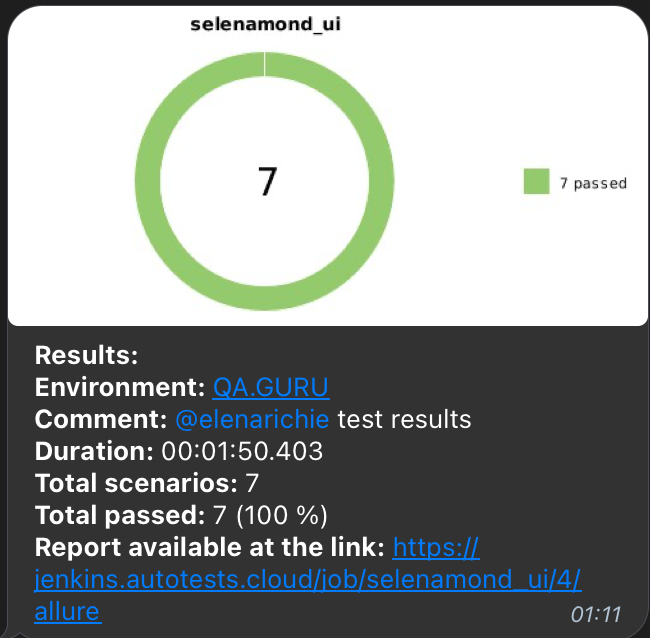 selenamond_ui
7
7 passed
Results:
Environment: QA.GURU
Comment: @elenarichie test results
Duration: 00:01:50.403
Total scenarios: 7
Total passed: 7 (100 %)
Report available at the link: https://
jenkins.autotests.cloud/job/selenamond_ui/4/
allure
01:11